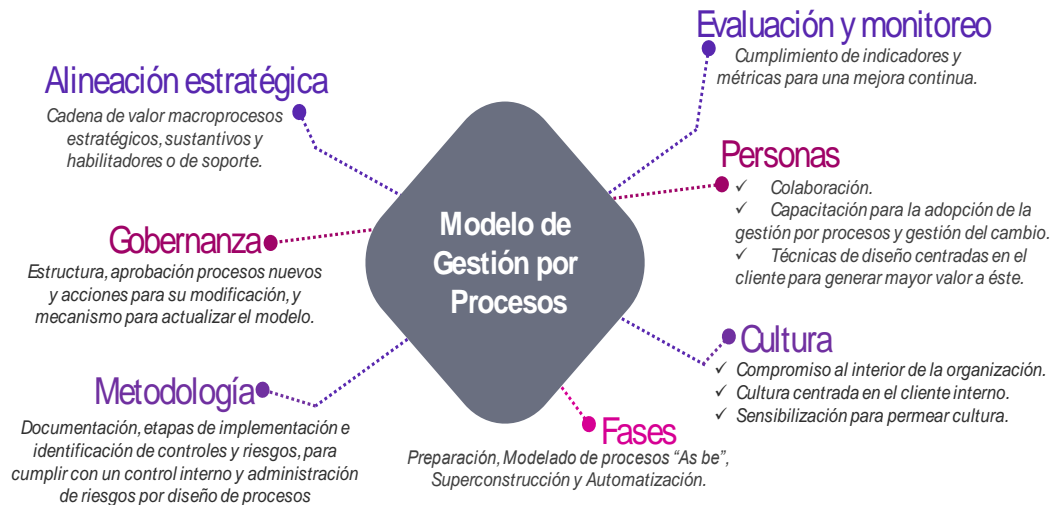 Evaluación y monitoreo
Cumplimiento de indicadores y
métricas para una mejora continua.
Alineación estratégica
Cadena de valor macroprocesos
estratégicos, sustantivos y
habilitadores o de soporte.
Personas
✓ Colaboración.
✓ Capacitación para la adopción de la
gestión por procesos y gestión del cambio.
✓ Técnicas de diseño centradas en el
cliente para generar mayor valor a éste.
Modelo de
Gestión por
Procesos
Gobernanza
Estructura, aprobación procesos nuevos
y acciones para su modificación, y
mecanismo para actualizar el modelo.
Cultura
✓ Compromiso al interior de la organización.
✓ Cultura centrada en el cliente interno.
✓ Sensibilización para permear cultura.
Metodología
Documentación, etapas de implementación e
identificación de controles y riesgos, para
cumplir con un control interno y administración
de riesgos por diseño de procesos
Fases
Preparación, Modelado de procesos “As be”,
Superconstrucción y Automatización.